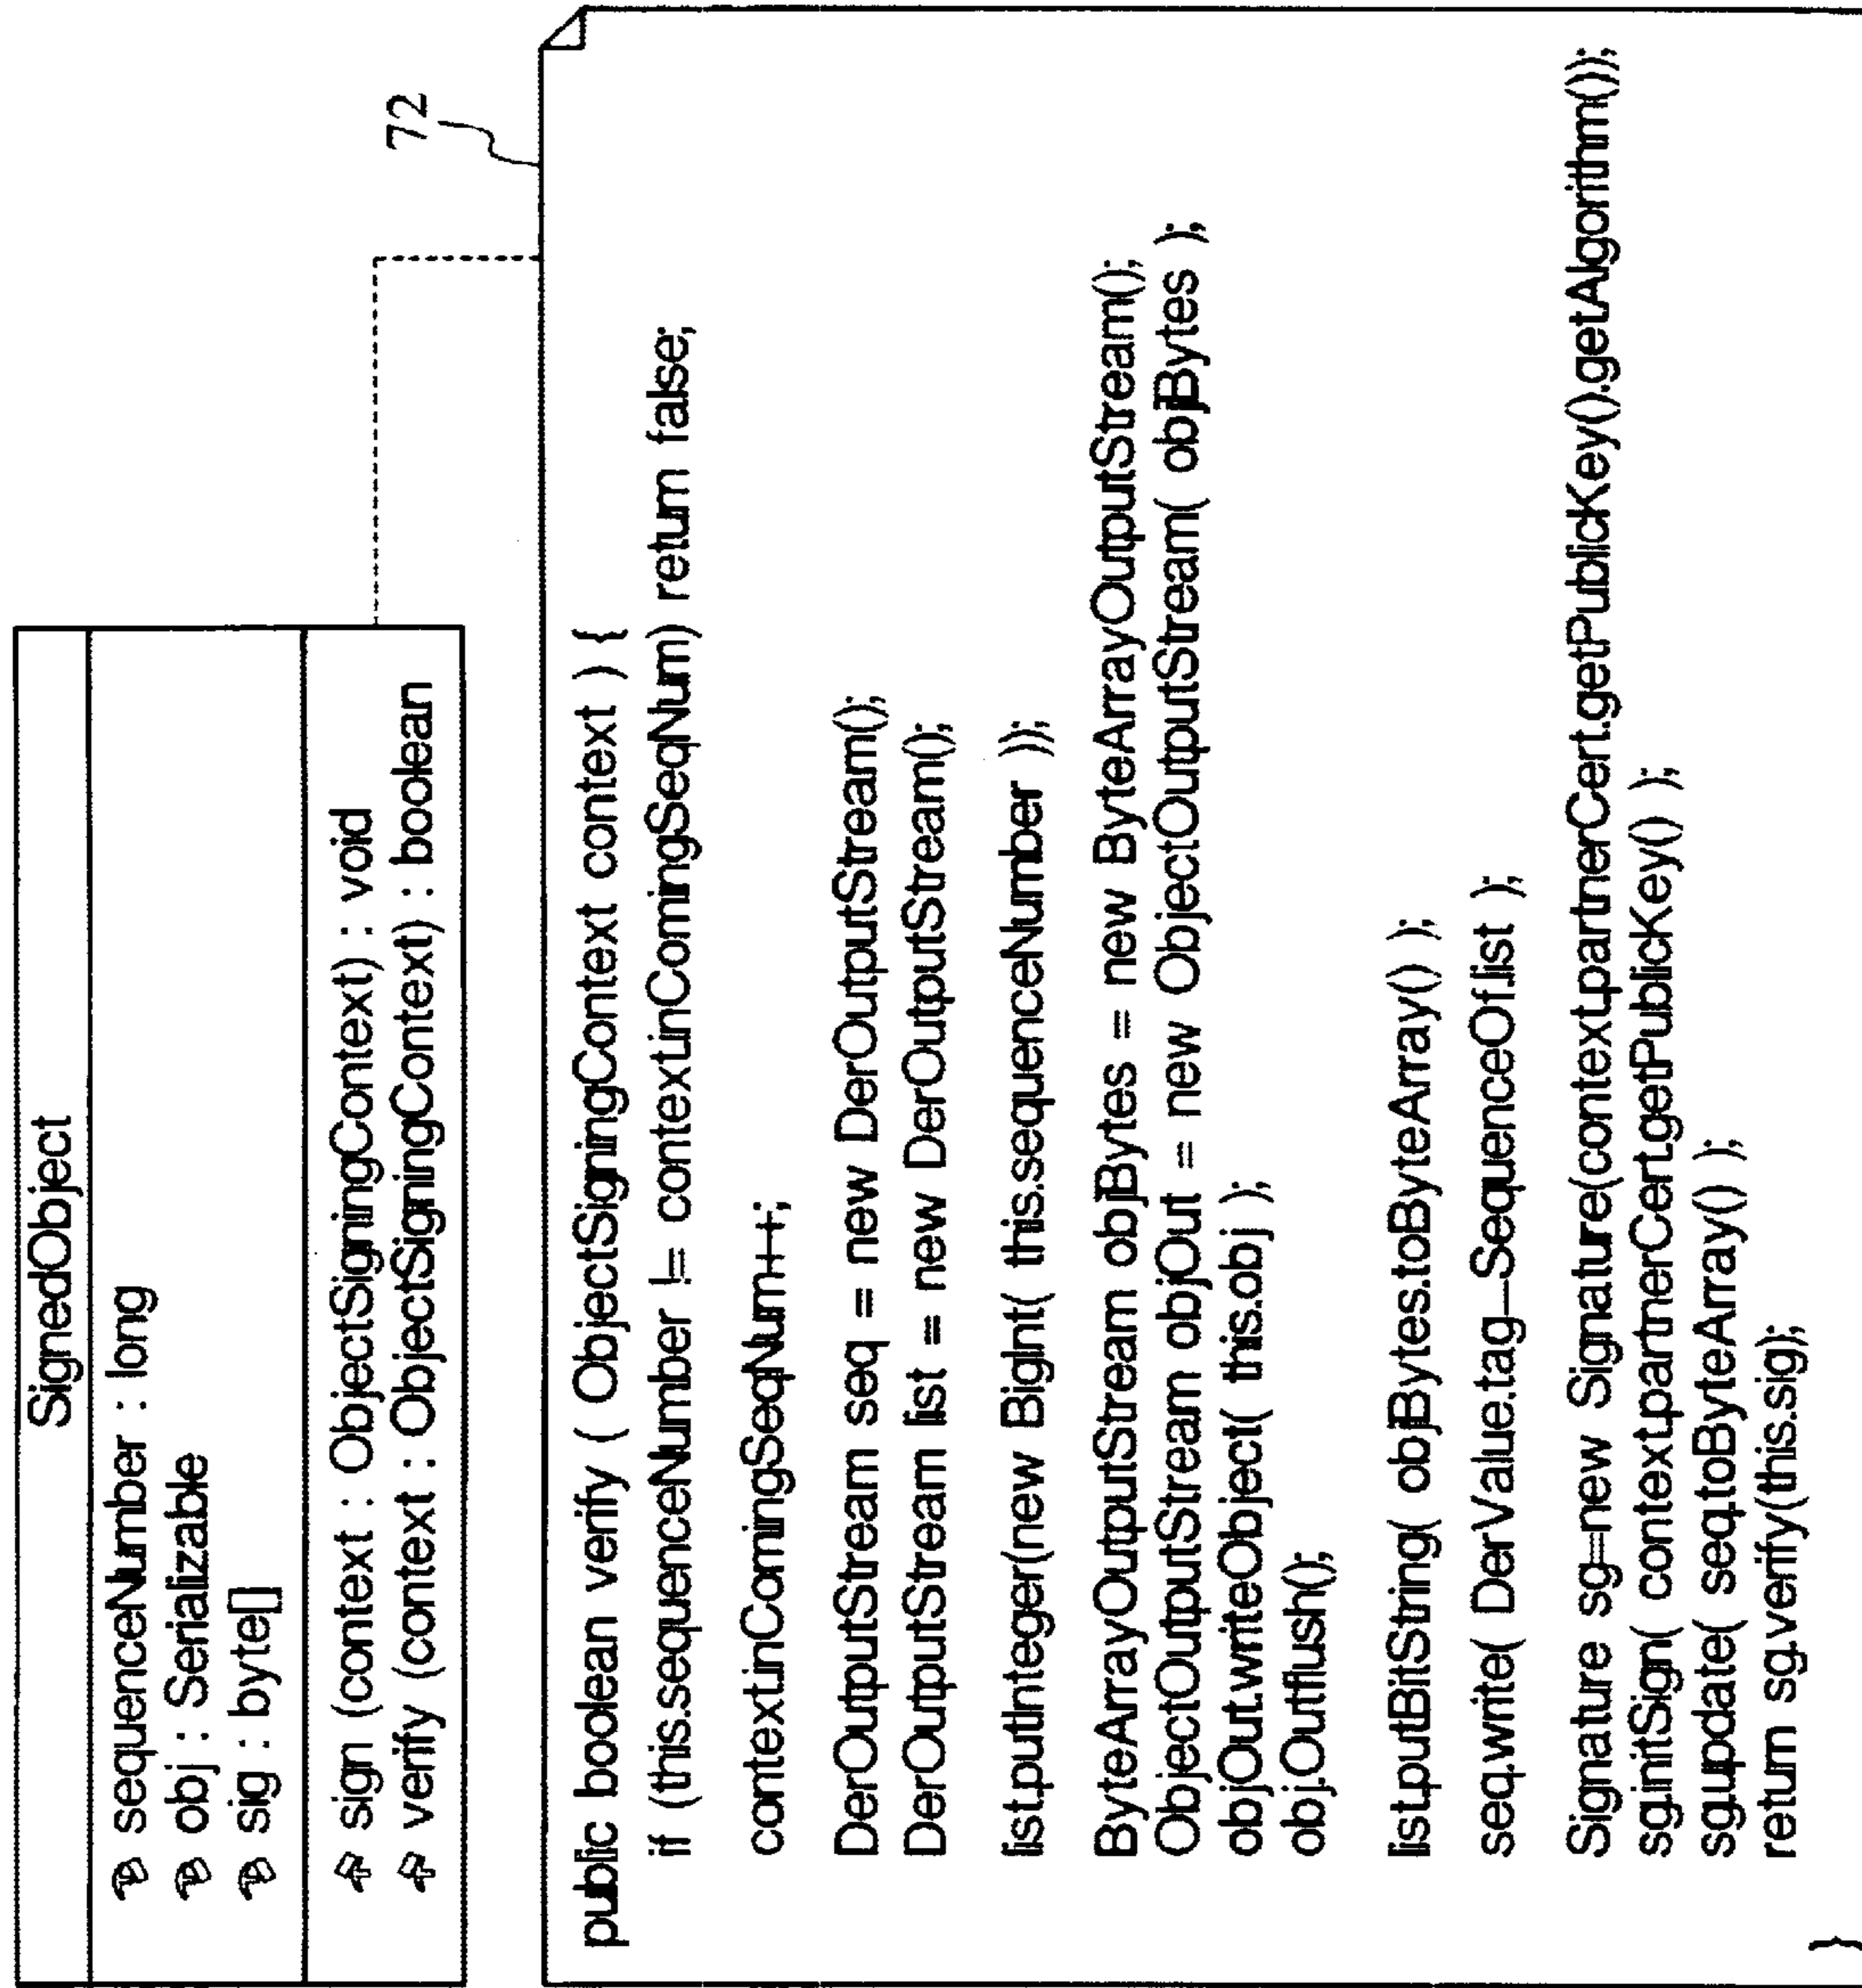 SignedObject
sequenceNumber : long
obj : Serializable
sig : byte[]
sign (context : ObjectSigningContext) : void
verify (context : ObjectSigningContext) : boolean
72
public boolean verify ( ObjectSigningContext context ) {
if (this.sequenceNumber != context.inComingSeqNum) return false;
context.inComingSeqNum++;
DerOutputStream seq = new DerOutputStream();
DerOutputStream list = new DerOutputStream();
list.putInteger(new BigInt( this.sequenceNumber ));
ByteArrayOutputStream objBytes = new ByteArrayOutputStream();
ObjectOutputStream objOut = new ObjectOutputStream( objBytes );
objOut.writeObject( this.obj );
obj.Outflush();
list.putBitString( objBytes.toByteArray() );
seq.write( DerValue.tag_SequenceOf.list );
Signature sg=new Signature(context.partnerCert.getPublicKey().getAlgorithm());
sg.initSign( context.partnerCert.getPublicKey() );
sg.update( seq.toByteArray() );
return sg.verify(this.sig);
}